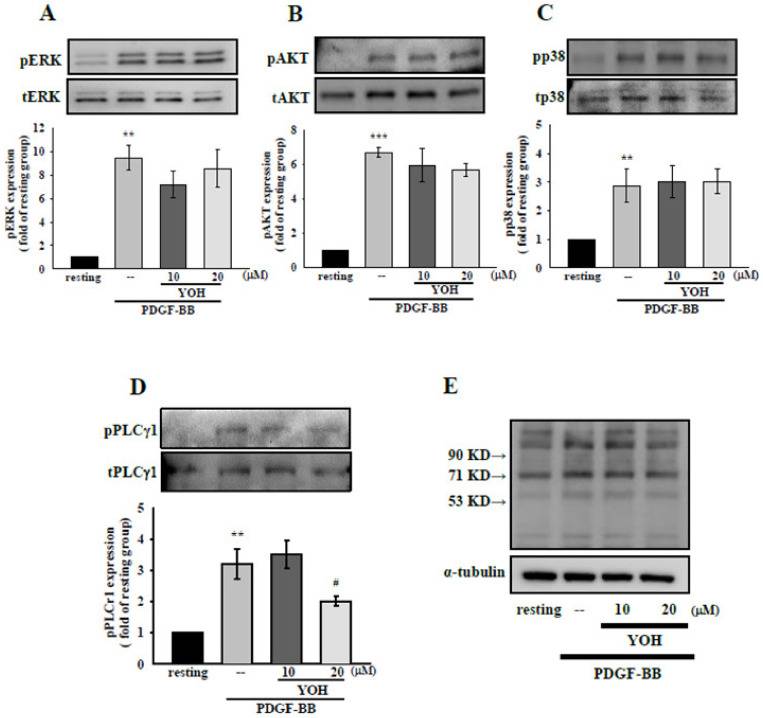 A
pERK
tERK
pERK expression
( fold of resting group)
12
10
8
6
4
2
0
**
resting -- 10 20 (μM)
YOH
PDGF-BB
B
pAKT
tAKT
pAKT expression
( fold of resting group)
8
6
4
2
0
***
resting -- 10 20 (μM)
YOH
PDGF-BB
C
pp38
tp38
pp38 expression
( fold of resting group)
5
4
3
2
1
0
**
resting -- 10 20 (μM)
YOH
PDGF-BB
D
pPLCγ1
tPLCγ1
pPLCr1 expression
( fold of resting group)
5
4
3
2
1
0
**
#
resting -- 10 20 (μM)
YOH
PDGF-BB
E
90 KD→
71 KD→
53 KD→
α-tubulin
resting -- 10 20 (μM)
YOH
PDGF-BB